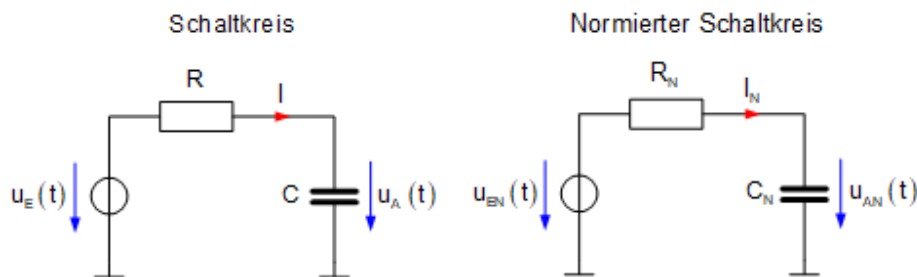 Schaltkreis
Normierter Schaltkreis
R
I
u_E(t)
C
u_A(t)
R_N
I_N
u_EN(t)
C_N
u_AN(t)